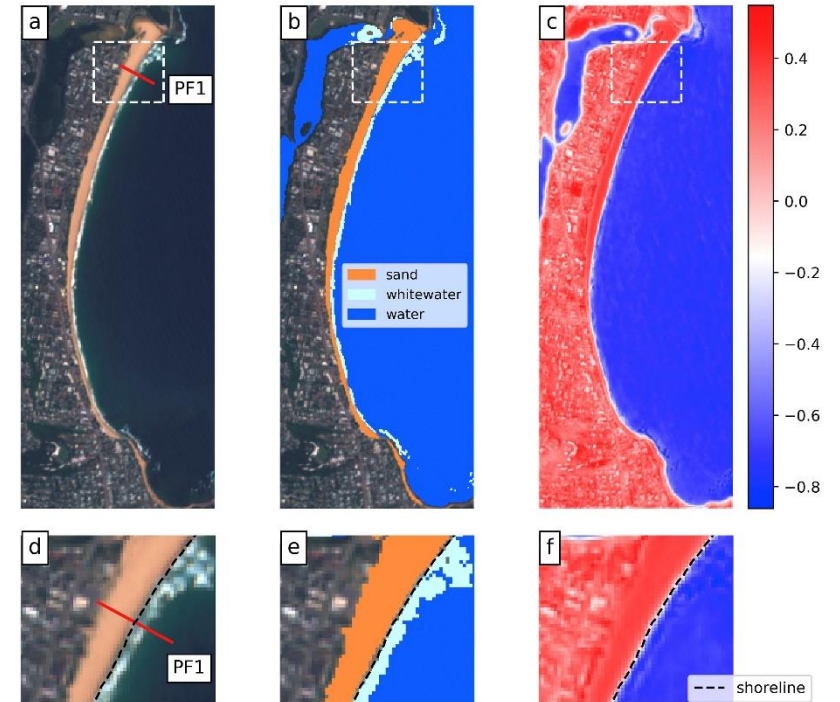 a
PF1
b
sand
whitewater
water
c
0.4
0.2
0.0
−0.2
−0.4
−0.6
−0.8
d
PF1
e
f
shoreline